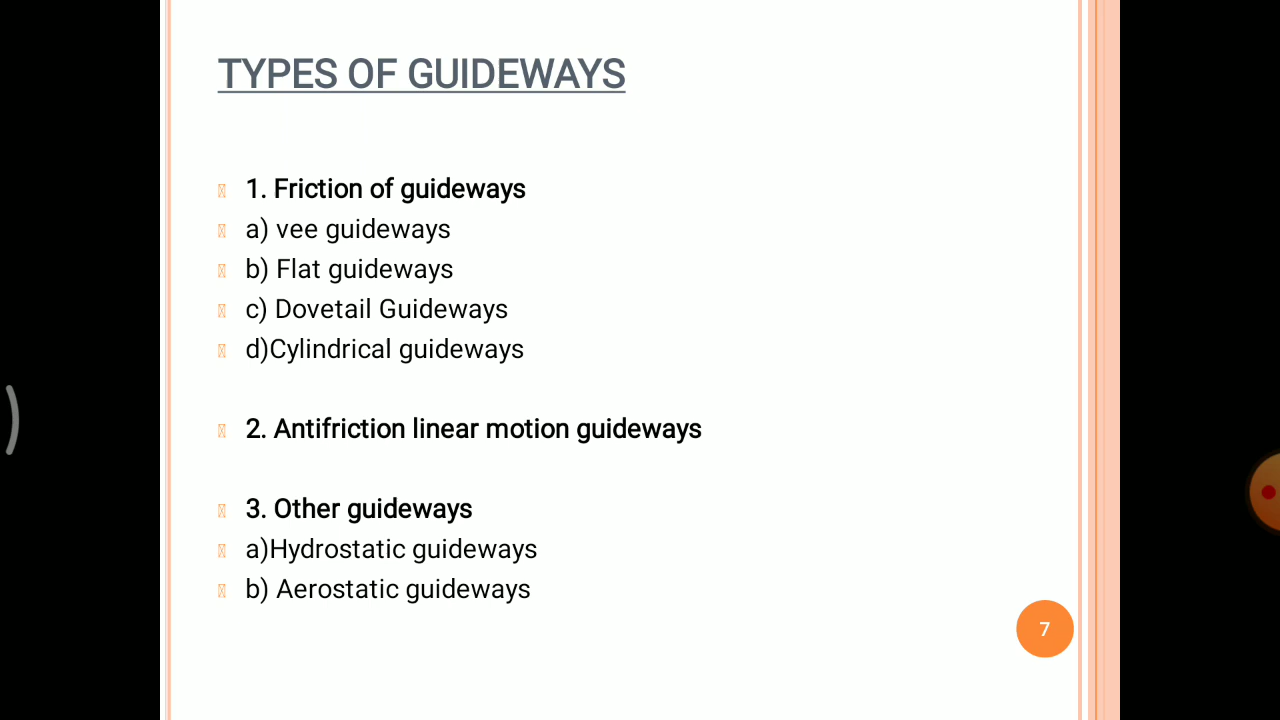 TYPES OF GUIDEWAYS
1. Friction of guideways
a) vee guideways
b) Flat guideways
c) Dovetail Guideways
d)Cylindrical guideways
2. Antifriction linear motion guideways
3. Other guideways
a)Hydrostatic guideways
b) Aerostatic guideways
7